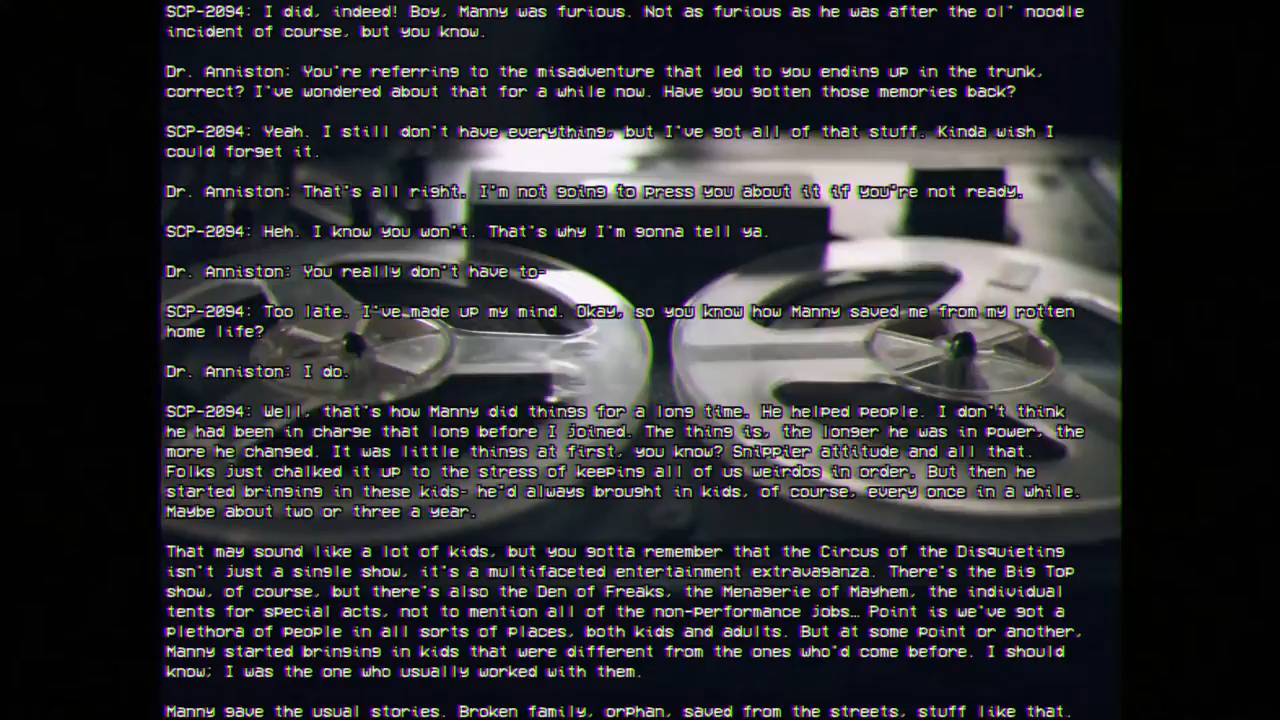 SCP-2094: I did, indeed! Boy, Manny was furious. Not as furious as he was after the ol' noodle
incident of course, but you know.
Dr. Anniston: You're referring to the misadventure that led to you ending up in the trunk,
correct? I've wondered about that for a while now. Have you gotten those memories back?
SCP-2094: Yeah. I still don't have everything, but I've got all of that stuff. Kinda wish I
could forget it.
Dr. Anniston: That's all right. I'm not going to press you about it if you're not ready.
SCP-2094: Heh. I know you won't. That's why I'm gonna tell ya.
Dr. Anniston: You really don't have to-
SCP-2094: Too late. I've made up my mind. Okay, so you know how Manny saved me from my rotten
home life?
Dr. Anniston: I do.
SCP-2094: Well, that's how Manny did things for a long time. He helped people. I don't think
he had been in charge that long before I joined. The thing is, the longer he was in power, the
more he changed. It was little things at first, you know? Snippier attitude and all that.
Folks just chalked it up to the stress of keeping all of us weirdos in order. But then he
started bringing in these kids- he'd always brought in kids, of course, every once in a while.
Maybe about two or three a year.
That may sound like a lot of kids, but you gotta remember that the Circus of the Disquieting
isn't just a single show, it's a multifaceted entertainment extravaganza. There's the Big Top
show, of course, but there's also the Den of Freaks, the Menagerie of Mayhem, the individual
tents for special acts, not to mention all of the non-performance jobs… Point is we've got a
plethora of people in all sorts of places, both kids and adults. But at some point or another,
Manny started bringing in kids that were different from the ones who'd come before. I should
know; I was the one who usually worked with them.
Manny gave the usual stories. Broken family, orphan, saved from the streets, stuff like that.